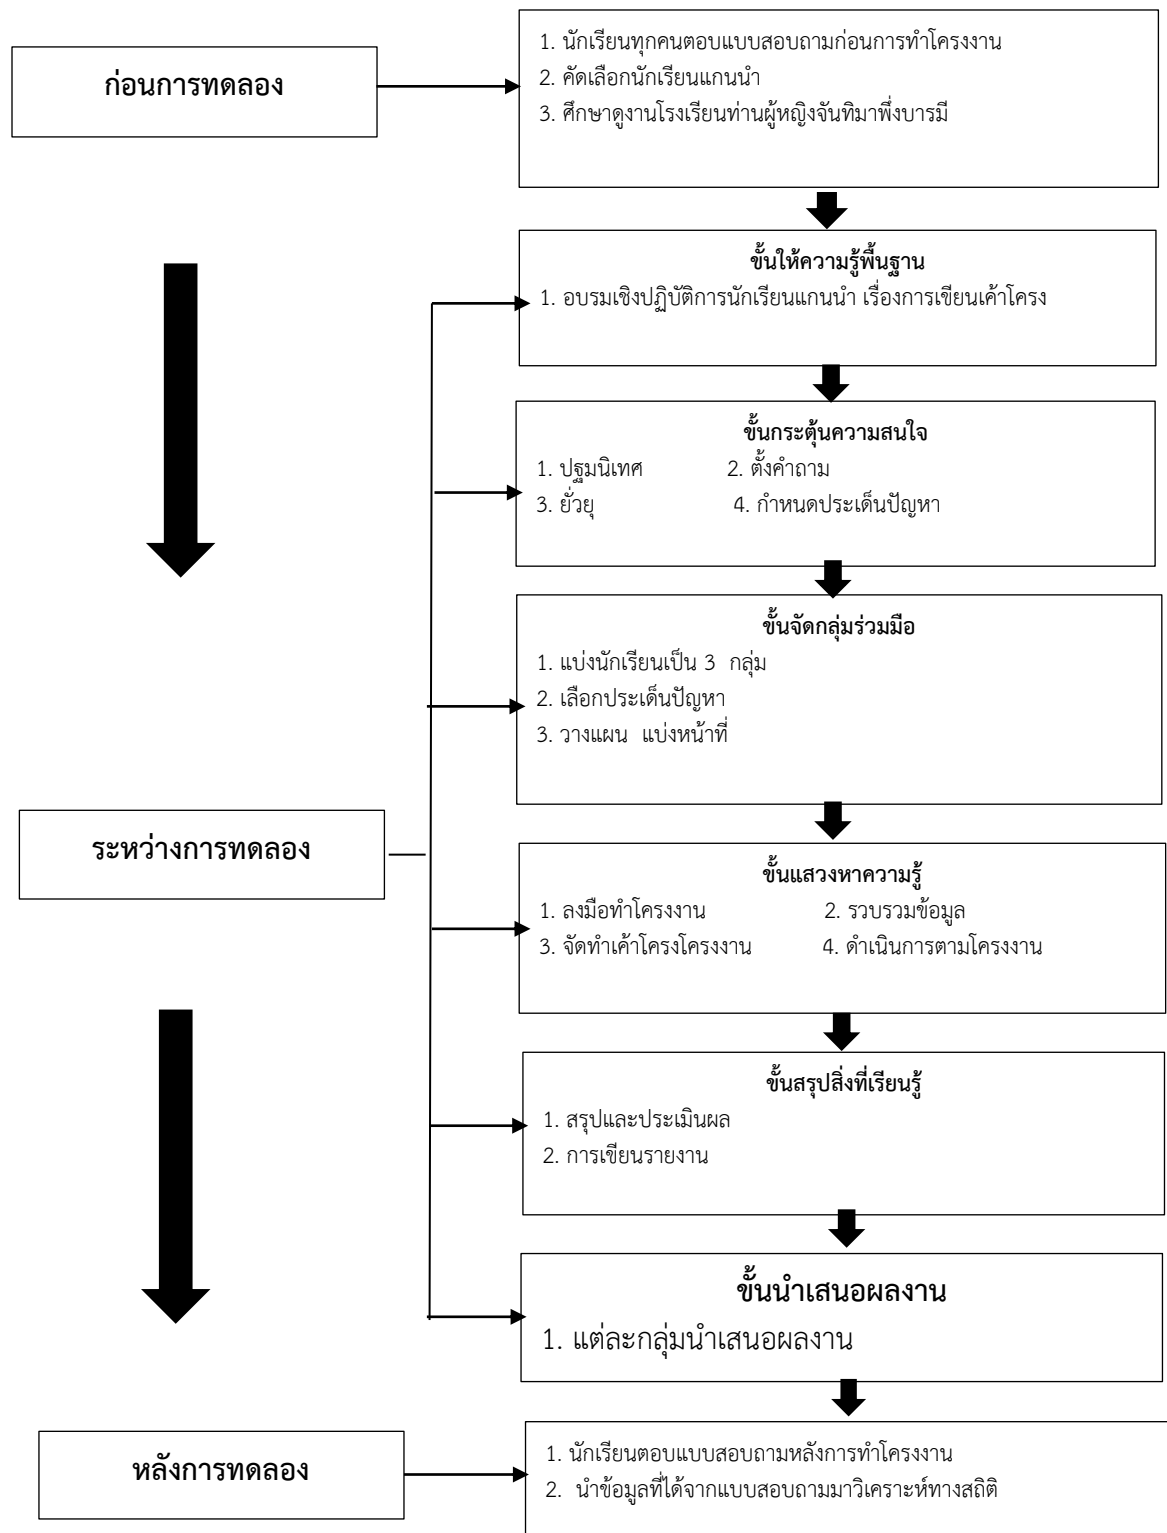 ก่อนการทดลอง
1. นักเรียนทุกคนตอบแบบสอบถามก่อนการทำโครงงาน
2. คัดเลือกนักเรียนแกนนำ
3. ศึกษาดูงานโรงเรียนท่านผู้หญิงจันทิมาพึ่งบารมี
ขั้นให้ความรู้พื้นฐาน
1. อบรมเชิงปฏิบัติการนักเรียนแกนนำ เรื่องการเขียนเค้าโครง
ขั้นกระตุ้นความสนใจ
1. ปฐมนิเทศ 2. ตั้งคำถาม
3. ยั่วยุ 4. กำหนดประเด็นปัญหา
ขั้นจัดกลุ่มร่วมมือ
1. แบ่งนักเรียนเป็น 3 กลุ่ม
2. เลือกประเด็นปัญหา
3. วางแผน แบ่งหน้าที่
ระหว่างการทดลอง
ขั้นแสวงหาความรู้
1. ลงมือทำโครงงาน 2. รวบรวมข้อมูล
3. จัดทำเค้าโครงโครงงาน 4. ดำเนินการตามโครงงาน
ขั้นสรุปสิ่งที่เรียนรู้
1. สรุปและประเมินผล
2. การเขียนรายงาน
ขั้นนำเสนอผลงาน
1. แต่ละกลุ่มนำเสนอผลงาน
หลังการทดลอง
1. นักเรียนตอบแบบสอบถามหลังการทำโครงงาน
2. นำข้อมูลที่ได้จากแบบสอบถามมาวิเคราะห์ทางสถิติ